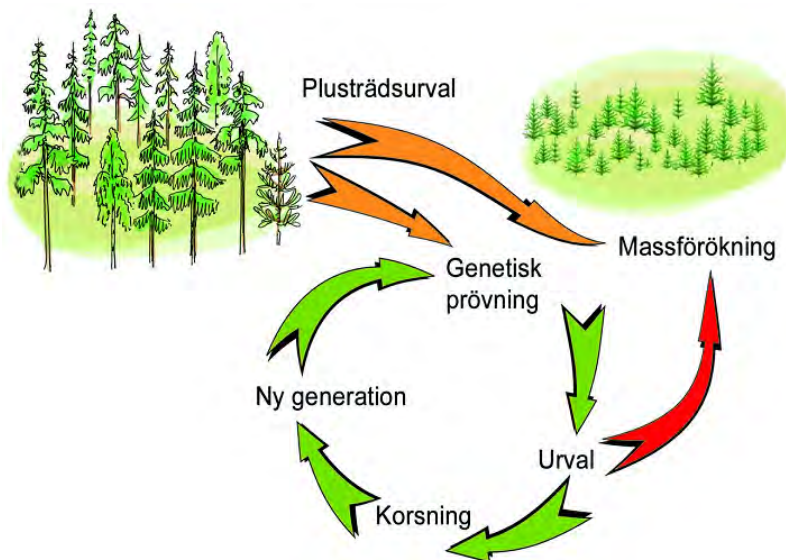 Plusträdsurval
Massförökning
Genetisk
prövning
Ny generation
Urval
Korsning